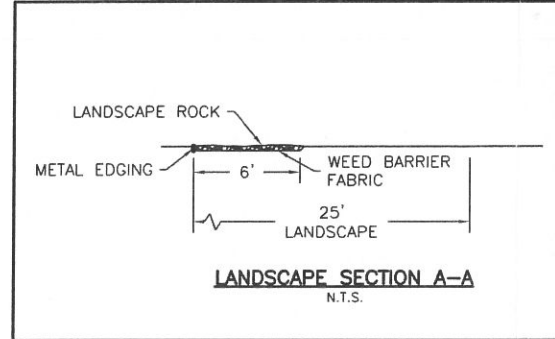 LANDSCAPE ROCK
METAL EDGING
6'
WEED BARRIER
FABRIC
25'
LANDSCAPE
LANDSCAPE SECTION A-A
N.T.S.